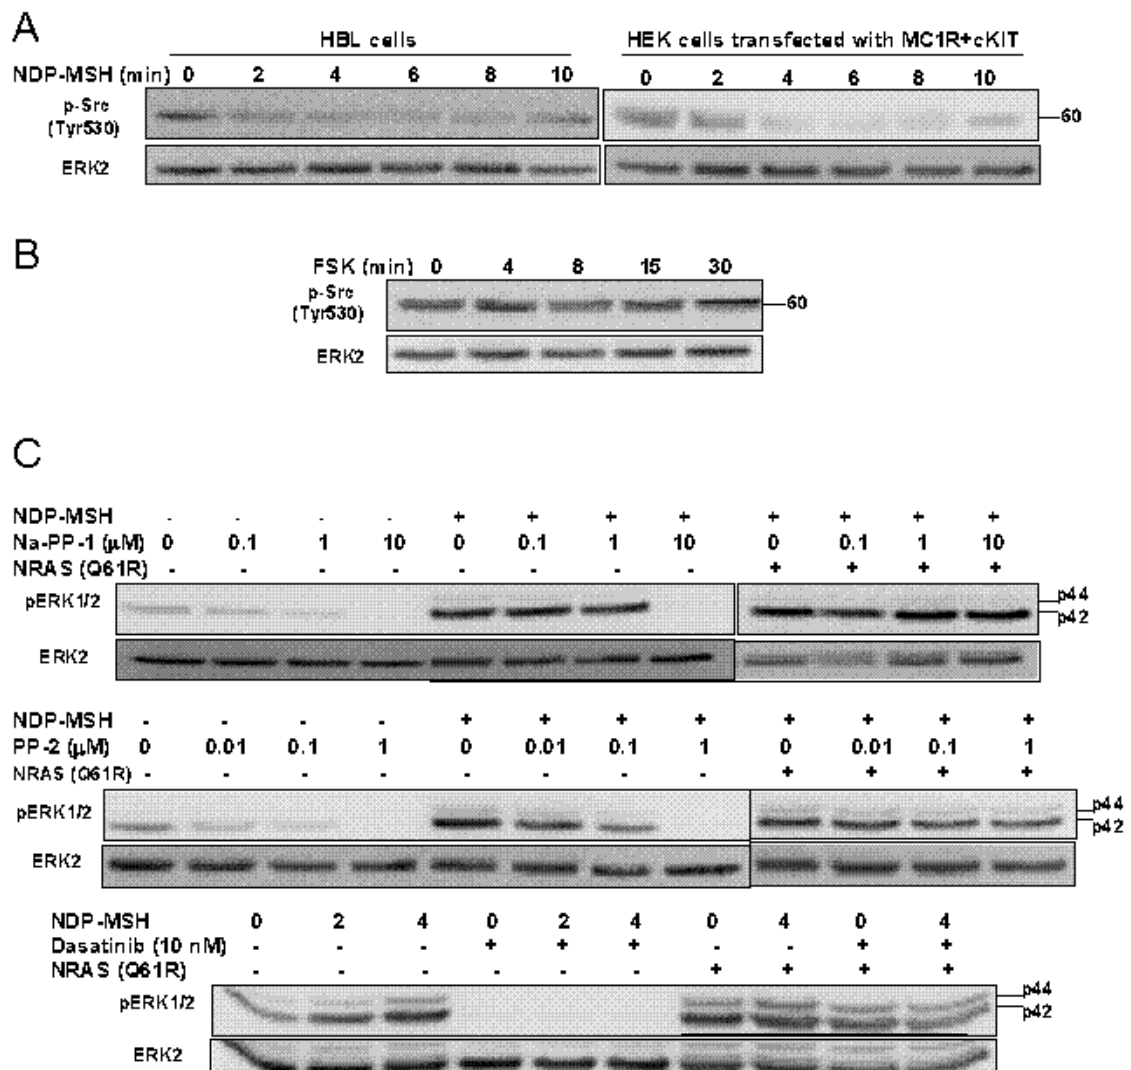 A
HBL cells HEK cells transfected with MC1R+cKIT
NDP-MSH (min) 0 2 4 6 8 10 0 2 4 6 8 10
p-Src
(Tyr530)
60
ERK2
B
FSK (min) 0 4 8 15 30
p-Src
(Tyr530)
60
ERK2
C
NDP-MSH - - - - + + + + + + + +
Na-PP-1 (μM) 0 0.1 1 10 0 0.1 1 10 0 0.1 1 10
NRAS (Q61R) - - - - - - - - + + + +
pERK1/2
p44
p42
ERK2
NDP-MSH - - - - + + + + + + + +
PP-2 (μM) 0 0.01 0.1 1 0 0.01 0.1 1 0 0.01 0.1 1
NRAS (Q61R) - - - - - - - - + + + +
pERK1/2
p44
p42
ERK2
NDP-MSH 0 2 4 0 2 4 0 4 0 4
Dasatinib (10 nM) - - - + + + - - + +
NRAS (Q61R) - - - - - - + + + +
pERK1/2
p44
p42
ERK2